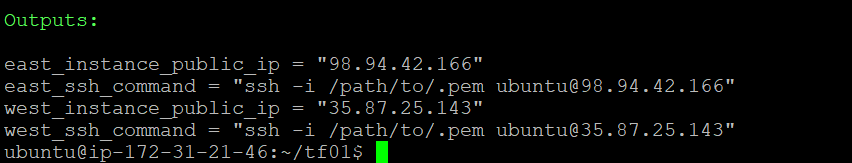 Outputs:
east_instance_public_ip = "98.94.42.166"
east_ssh_command = "ssh -i /path/to/.pem ubuntu@98.94.42.166"
west_instance_public_ip = "35.87.25.143"
west_ssh_command = "ssh -i /path/to/.pem ubuntu@35.87.25.143"
ubuntu@ip-172-31-21-46:~/tf01$